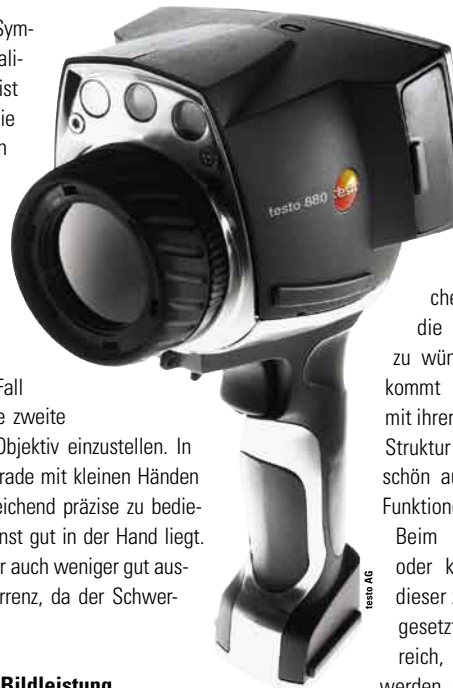 Sym-
ali-
ist
ie
Fall
e zweite
Objektiv einzustellen. In
rade mit kleinen Händen
eichend präzise zu bedie-
nst gut in der Hand liegt.
r auch weniger gut aus-
rrenz, da der Schwer-
Bildleistung
testo 880
testo AG
che
die
zu wün
kommt
mit ihrer
Struktur
schön au
Funktione
Beim
oder k
dieser z
gesetzt
reich,
werden